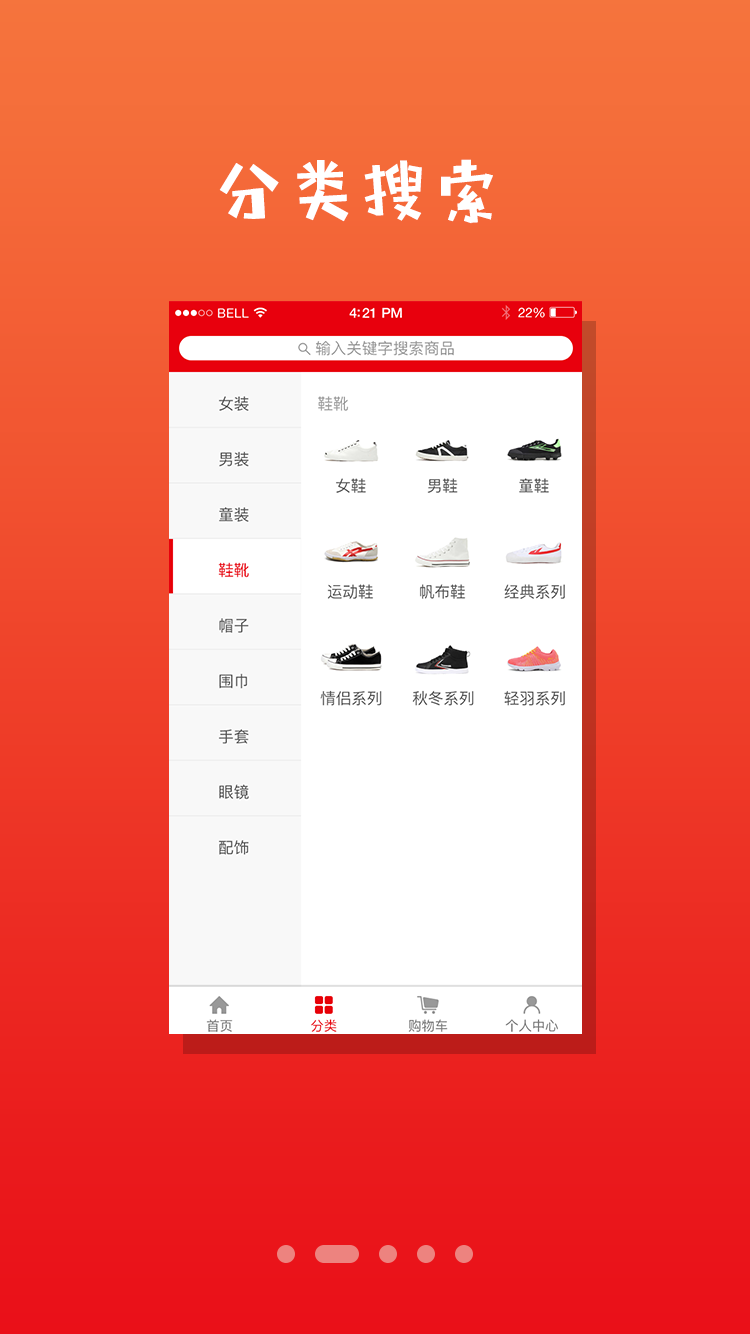 分类搜索
BELL 4:21 PM 22%
输入关键字搜索商品
女装
男装
童装
鞋靴
帽子
围巾
手套
眼镜
配饰
鞋靴
女鞋 男鞋 童鞋
运动鞋 帆布鞋 经典系列
情侣系列 秋冬系列 轻羽系列
首页 分类 购物车 个人中心